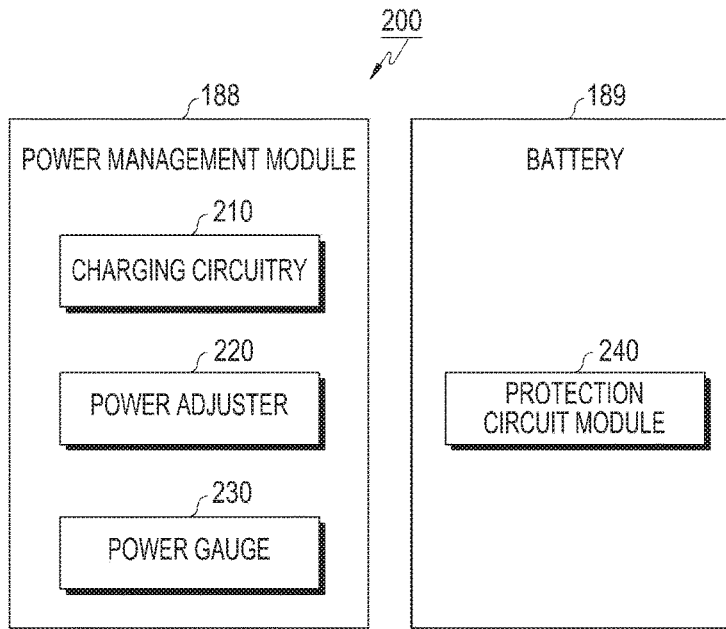 200
188
189
POWER MANAGEMENT MODULE
BATTERY
210
CHARGING CIRCUITRY
220
POWER ADJUSTER
240
PROTECTION
CIRCUIT MODULE
230
POWER GAUGE